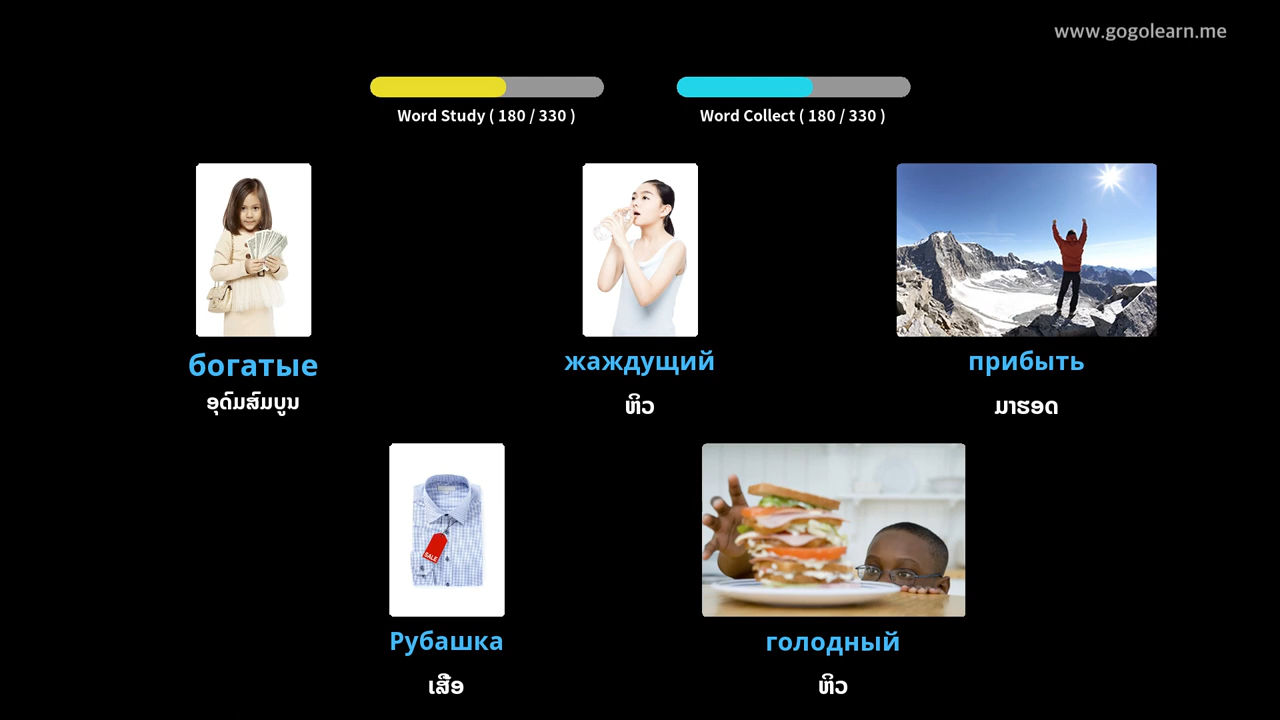 www.gogolearn.me
Word Study ( 180 / 330 )
Word Collect ( 180 / 330 )
богатые
ອຸດົມສົມບູນ
жаждущий
ຫິວ
прибыть
ມາຮອດ
SALE
Рубашка
ເສື້ອ
голодный
ຫິວ